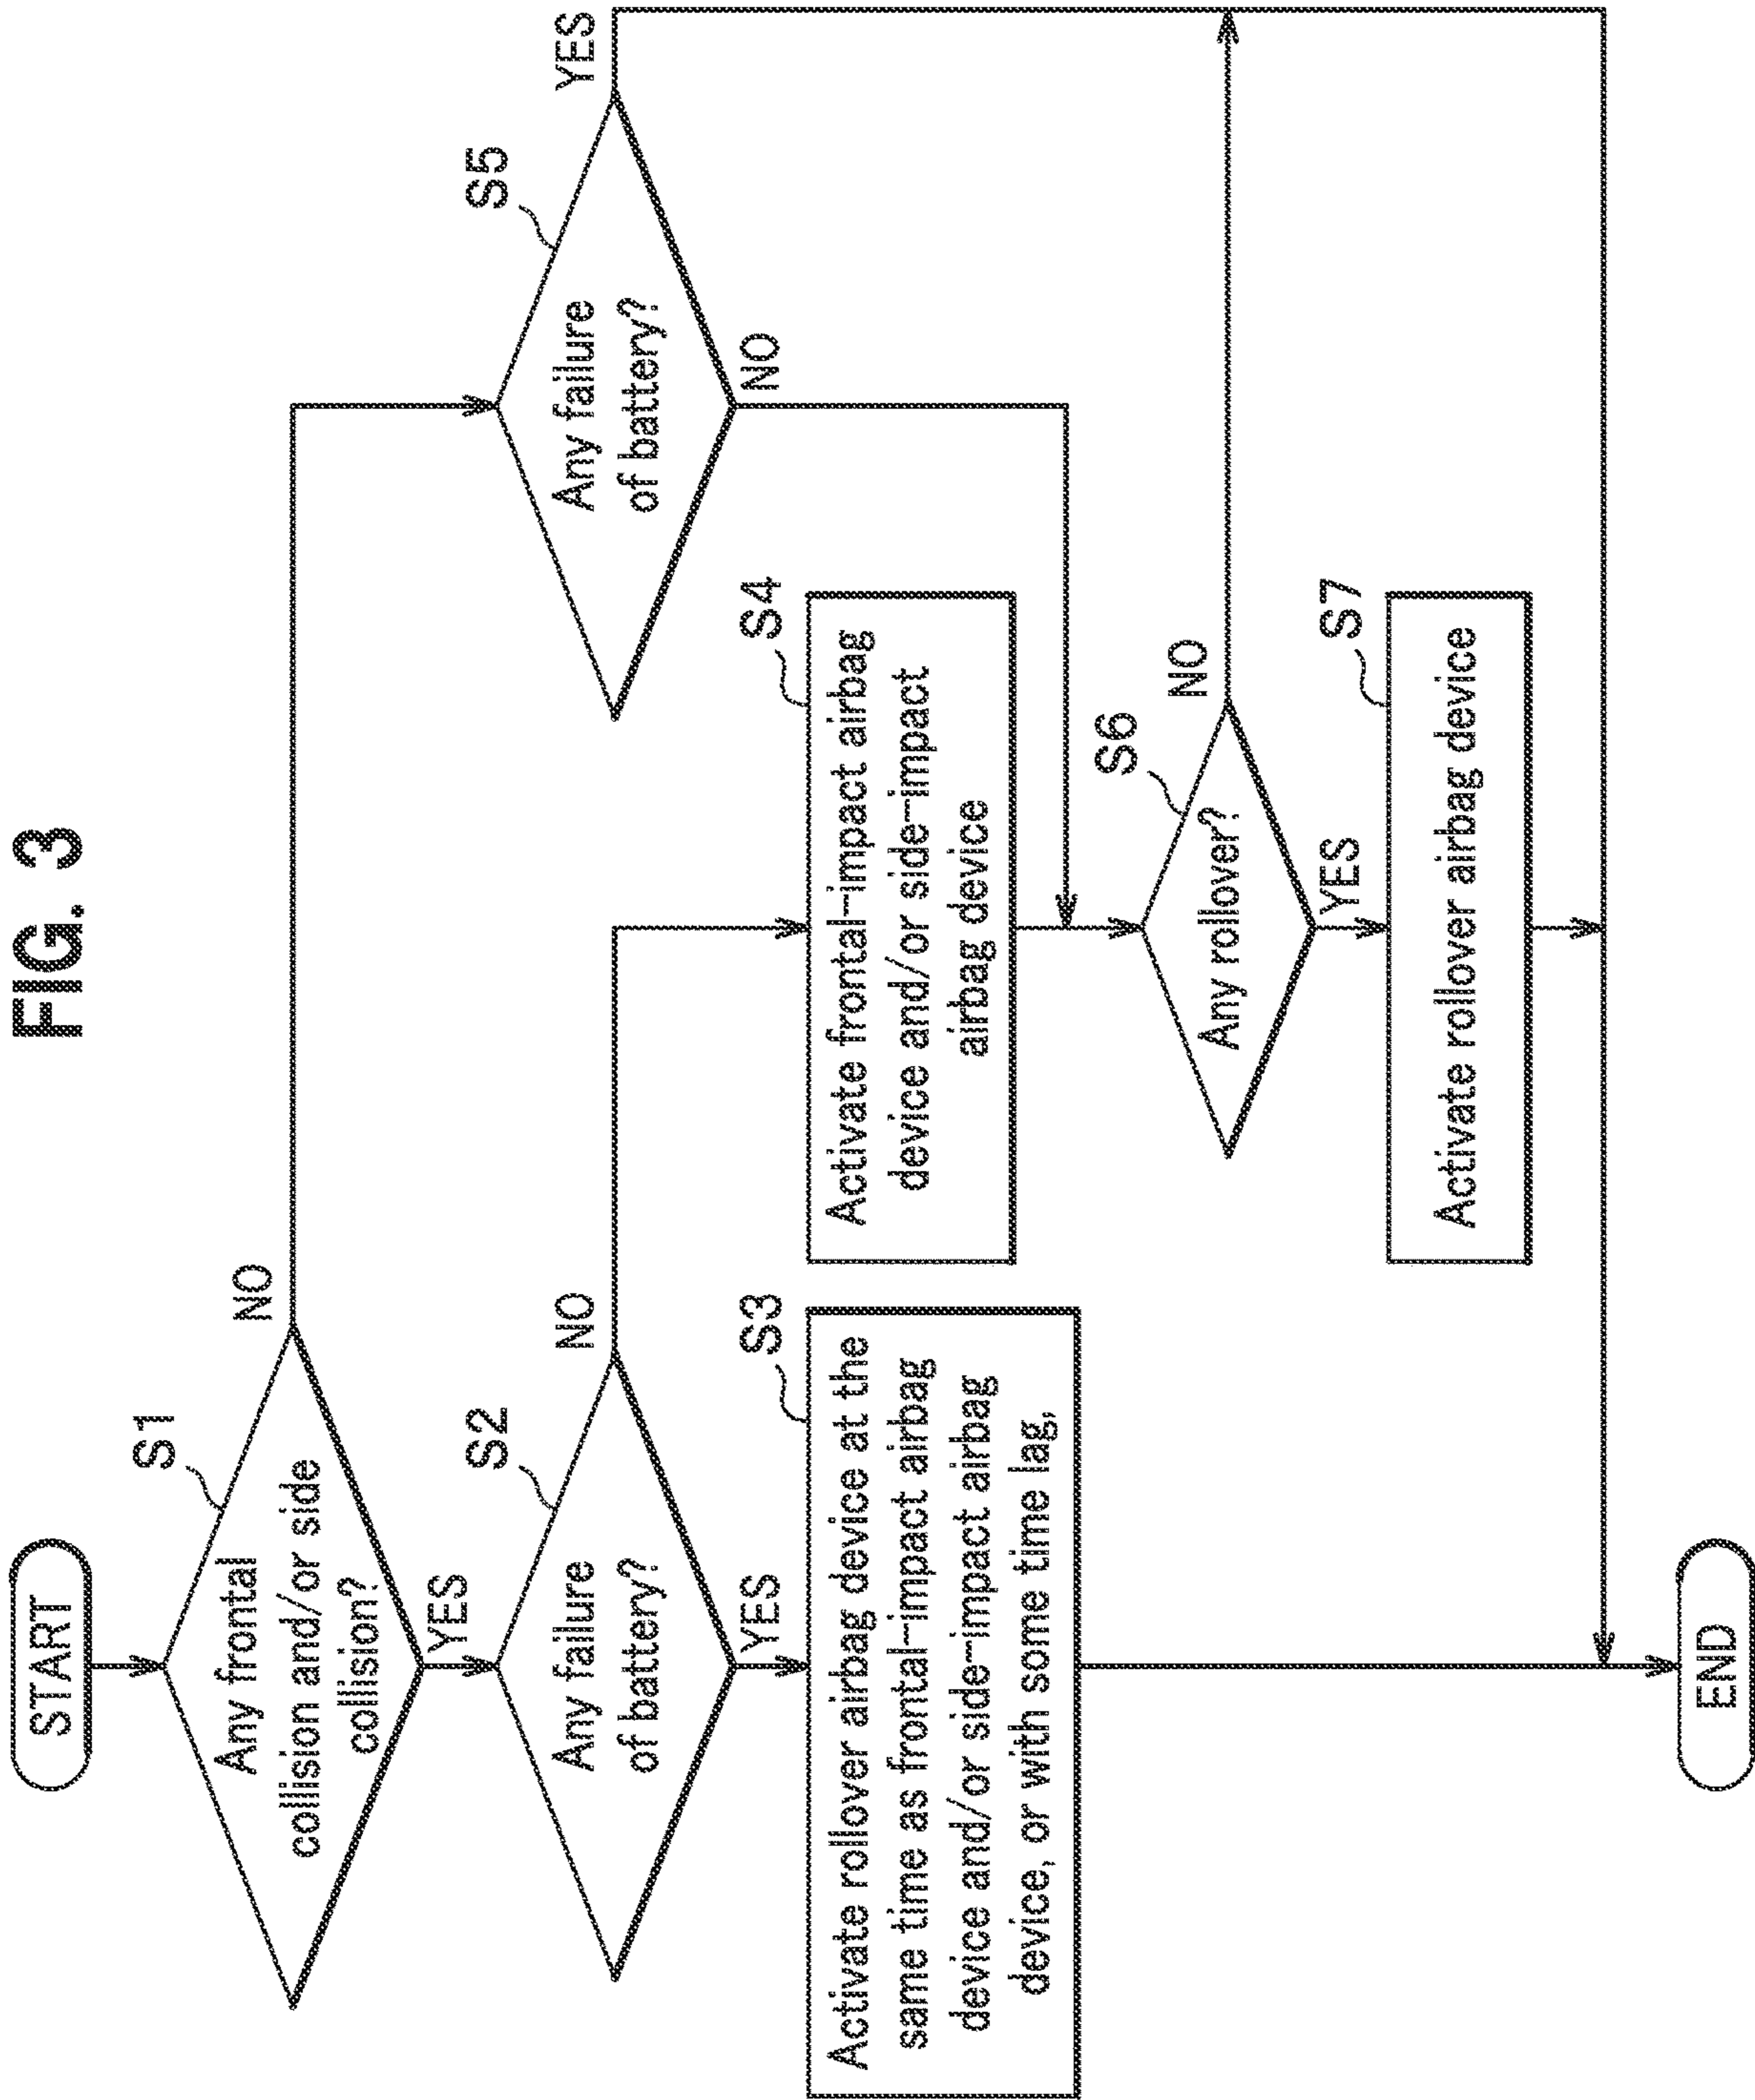 FIG. 3
START
S1
Any frontal
collision and/or side
collision?
NO
YES
S2
Any failure
of battery?
NO
YES
S5
Any failure
of battery?
YES
NO
S3
Activate rollover airbag device at the
same time as frontal-impact airbag
device and/or side-impact airbag
device, or with some time lag,
S4
Activate frontal-impact airbag
device and/or side-impact
airbag device
S6
Any rollover?
NO
YES
S7
Activate rollover airbag device
END